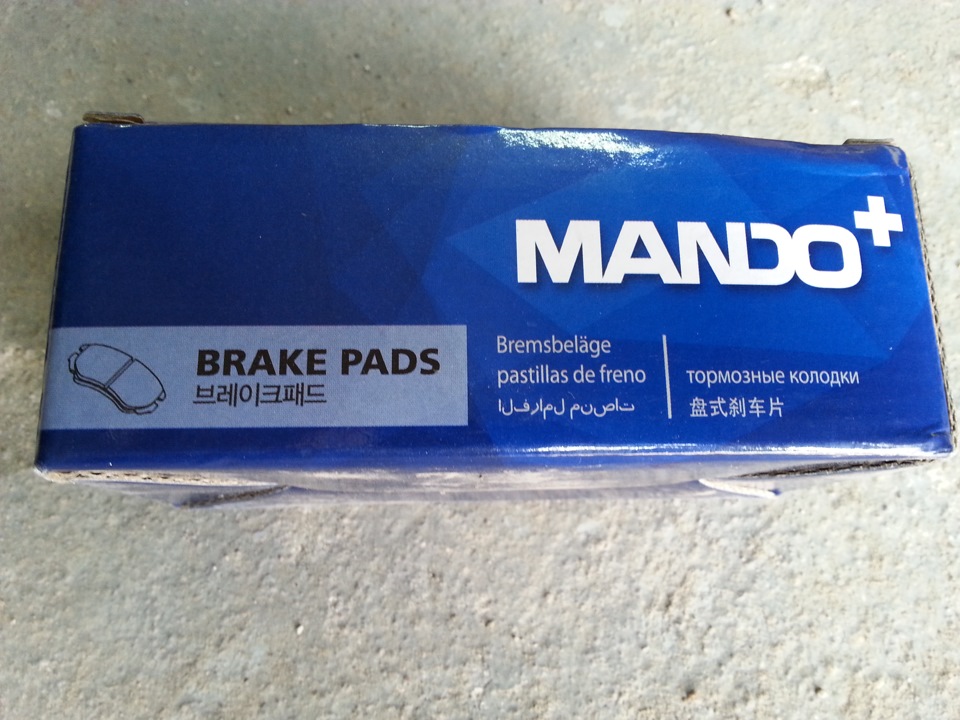 MANDO+
BRAKE PADS
브레이크패드
Bremsbeläge
pastillas de freno
الفرامل منصات
тормозные колодки
盘式刹车片